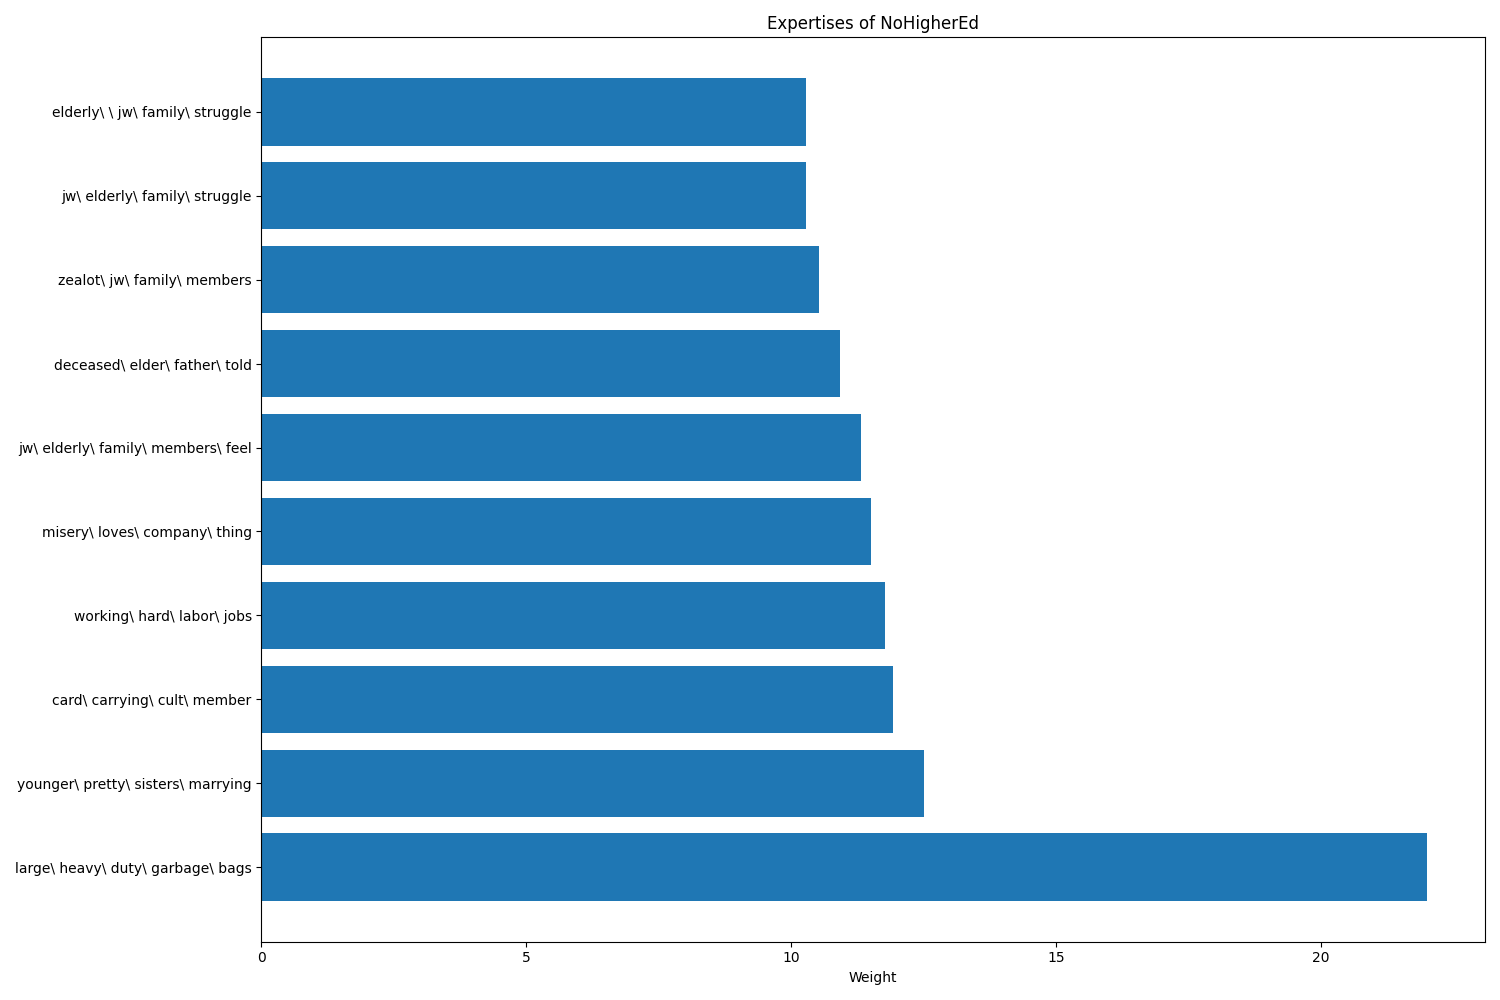 Expertises of NoHigherEd
elderly\ \ jw\ family\ struggle
jw\ elderly\ family\ struggle
zealot\ jw\ family\ members
deceased\ elder\ father\ told
jw\ elderly\ family\ members\ feel
misery\ loves\ company\ thing
working\ hard\ labor\ jobs
card\ carrying\ cult\ member
younger\ pretty\ sisters\ marrying
large\ heavy\ duty\ garbage\ bags
0 5 10 15 20
Weight